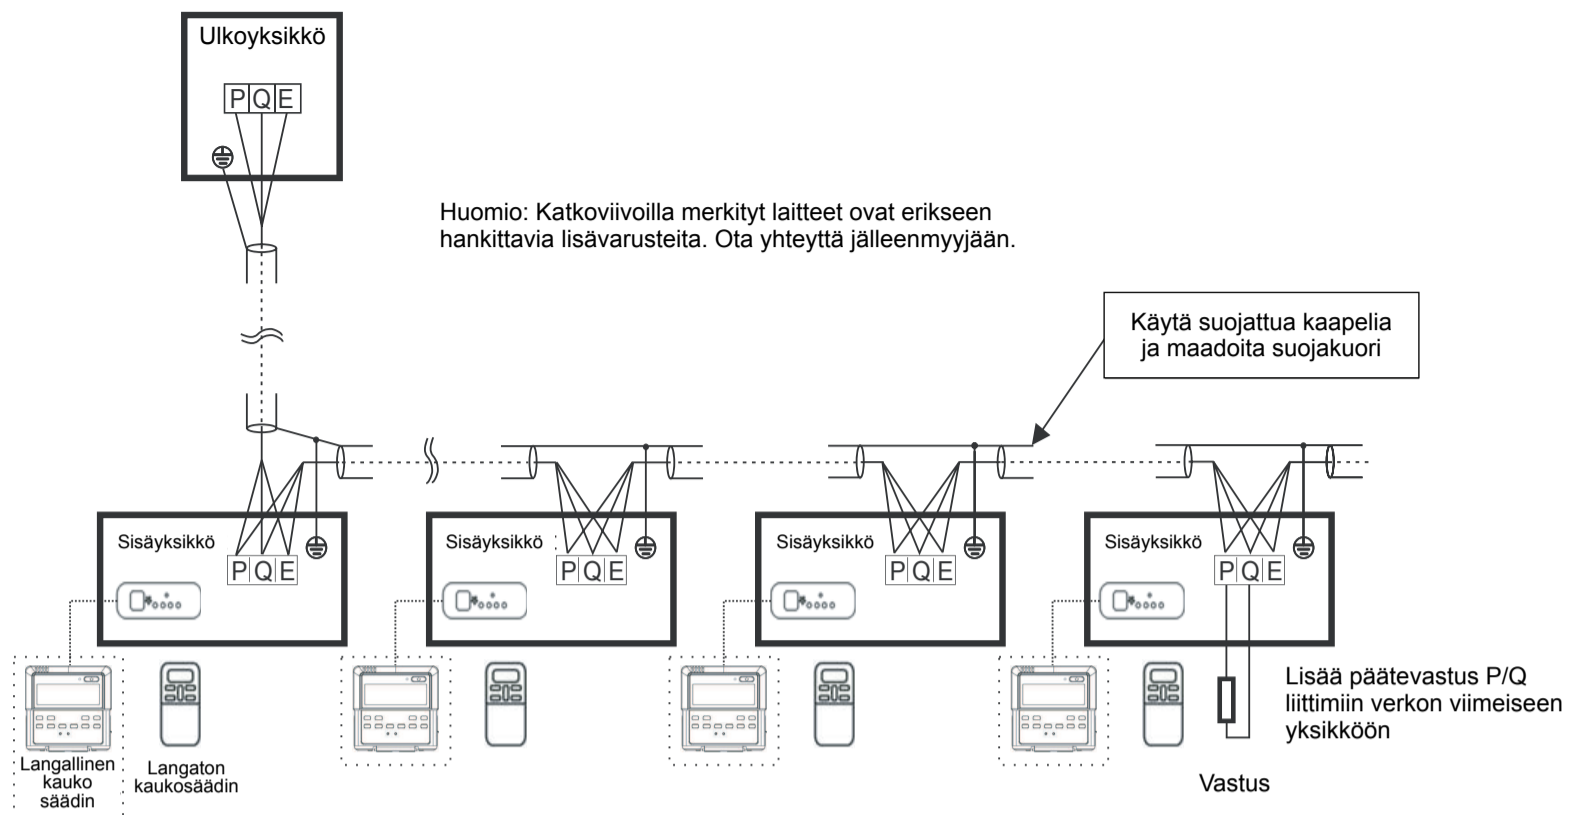 Ulkoyksikkö
P Q E
Huomio: Katkoviivoilla merkityt laitteet ovat erikseen
hankittavia lisävarusteita. Ota yhteyttä jälleenmyyjään.
Käytä suojattua kaapelia
ja maadoita suojakuori
Sisäyksikkö
P Q E
Sisäyksikkö
P Q E
Sisäyksikkö
P Q E
Sisäyksikkö
P Q E
Langallinen
kauko
säädin
Langaton
kaukosäädin
Lisää päätevastus P/Q
liittimiin verkon viimeiseen
yksikköön
Vastus